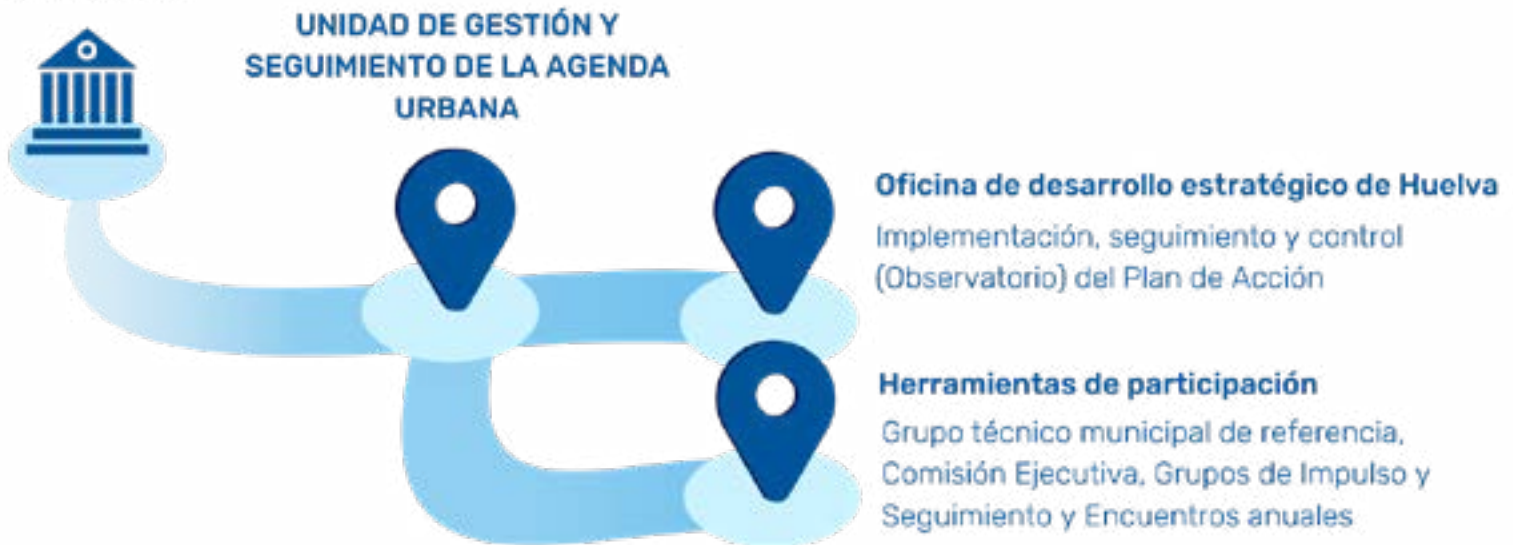 UNIDAD DE GESTIÓN Y
SEGUIMIENTO DE LA AGENDA
URBANA
Oficina de desarrollo estratégico de Huelva
Implementación, seguimiento y control
(Observatorio) del Plan de Acción
Herramientas de participación
Grupo técnico municipal de referencia,
Comisión Ejecutiva, Grupos de Impulso y
Seguimiento y Encuentros anuales